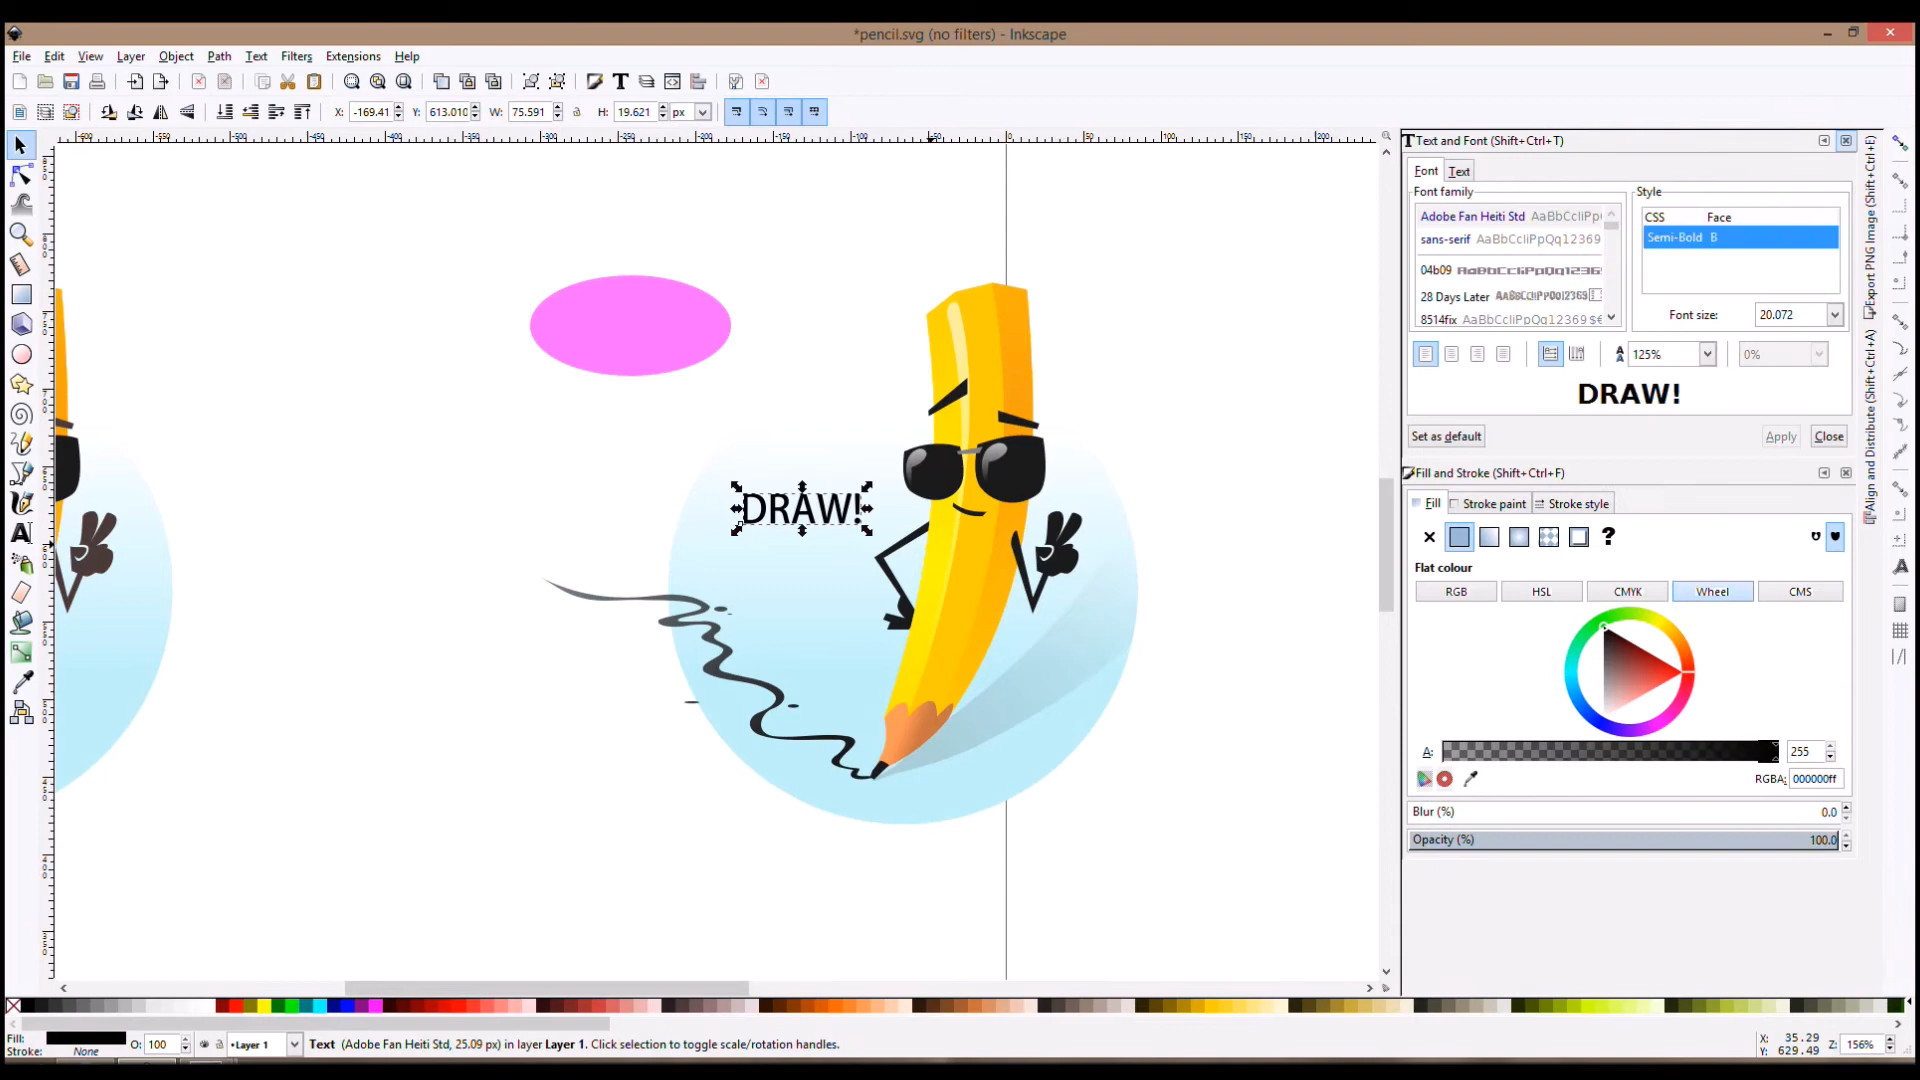 *pencil.svg (no filters) - Inkscape
File Edit View Layer Object Path Text Filters Extensions Help
X: -169.41 Y: 613.010 W: 75.591 H: 19.621 px
Text and Font (Shift+Ctrl+T)
Font Text
Font family
Style
Adobe Fan Heiti Std AaBbCcIiPp
sans-serif AaBbCcIiPpQq12369
04b09 AaBbCcIiPpQq12369
28 Days Later AaBbCcIiPpQq12369
8514fix AaBbCcIiPpQq12369 $€
CSS Face
Semi-Bold B
Font size: 20.072
125%
0%
DRAW!
Set as default Apply Close
Fill and Stroke (Shift+Ctrl+F)
Fill Stroke paint Stroke style
Flat colour
RGB HSL CMYK Wheel CMS
A: 255
RGBA: 000000ff
Blur (%) 0.0
Opacity (%) 100.0
Export PNG Image (Shift+Ctrl+E)
Align and Distribute (Shift+Ctrl+A)
DRAW!
Fill:
Stroke: None
O: 100
•Layer 1
Text (Adobe Fan Heiti Std, 25.09 px) in layer Layer 1. Click selection to toggle scale/rotation handles.
X: 35.29
Y: 629.49
Z: 156%